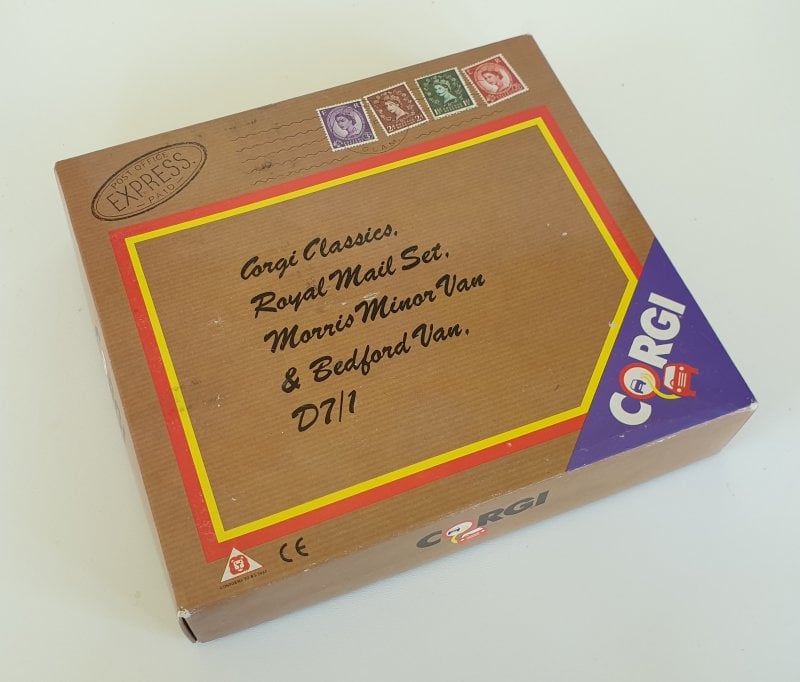 POST OFFICE
EXPRESS.
PAID
Corgi Classics,
Royal Mail Set,
Morris Minor Van
& Bedford Van,
D7/1
CORGI
CE
CORGI